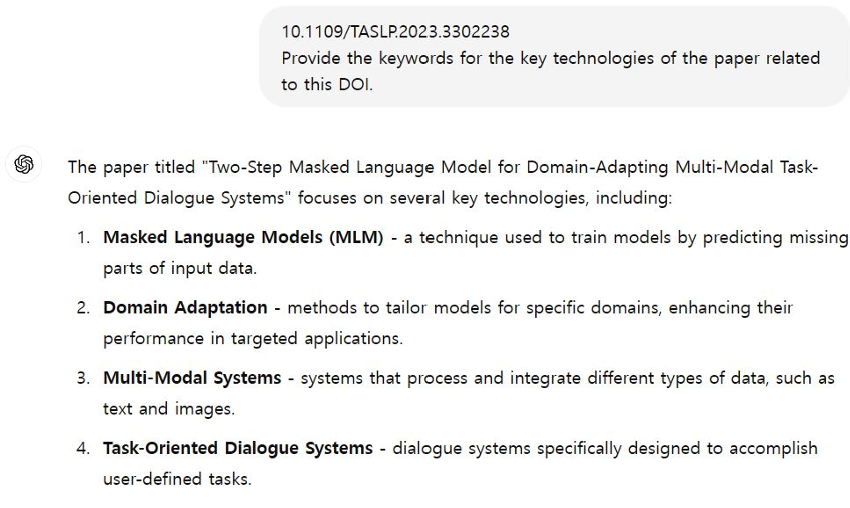 10.1109/TASLP.2023.3302238
Provide the keywords for the key technologies of the paper related
to this DOI.
The paper titled "Two-Step Masked Language Model for Domain-Adapting Multi-Modal Task-
Oriented Dialogue Systems" focuses on several key technologies, including:
1. Masked Language Models (MLM) - a technique used to train models by predicting missing
parts of input data.
2. Domain Adaptation - methods to tailor models for specific domains, enhancing their
performance in targeted applications.
3. Multi-Modal Systems - systems that process and integrate different types of data, such as
text and images.
4. Task-Oriented Dialogue Systems - dialogue systems specifically designed to accomplish
user-defined tasks.